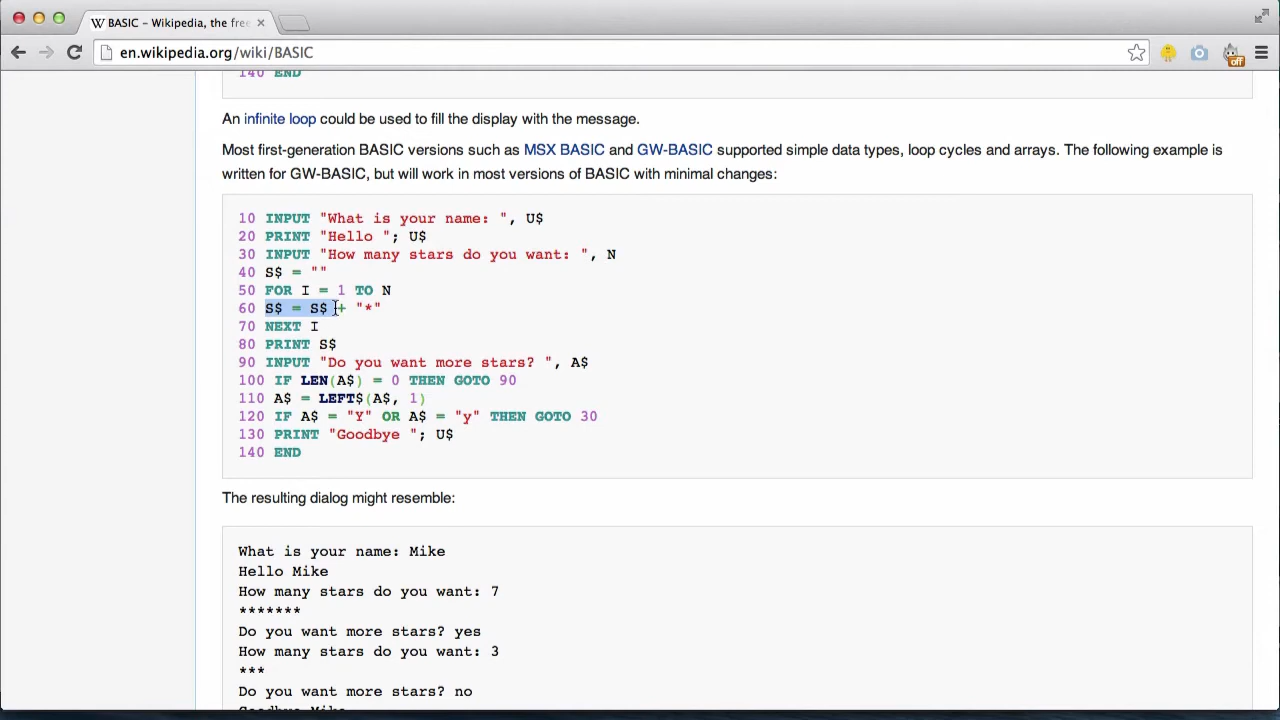 W BASIC – Wikipedia, the free
en.wikipedia.org/wiki/BASIC
off
140 END
An infinite loop could be used to fill the display with the message.
Most first-generation BASIC versions such as MSX BASIC and GW-BASIC supported simple data types, loop cycles and arrays. The following example is
written for GW-BASIC, but will work in most versions of BASIC with minimal changes:
10 INPUT "What is your name: ", U$
20 PRINT "Hello "; U$
30 INPUT "How many stars do you want: ", N
40 S$ = ""
50 FOR I = 1 TO N
60 S$ = S$ + "*"
70 NEXT I
80 PRINT S$
90 INPUT "Do you want more stars? ", A$
100 IF LEN(A$) = 0 THEN GOTO 90
110 A$ = LEFT$(A$, 1)
120 IF A$ = "Y" OR A$ = "y" THEN GOTO 30
130 PRINT "Goodbye "; U$
140 END
The resulting dialog might resemble:
What is your name: Mike
Hello Mike
How many stars do you want: 7
*******
Do you want more stars? yes
How many stars do you want: 3
***
Do you want more stars? no
Goodbye Mike